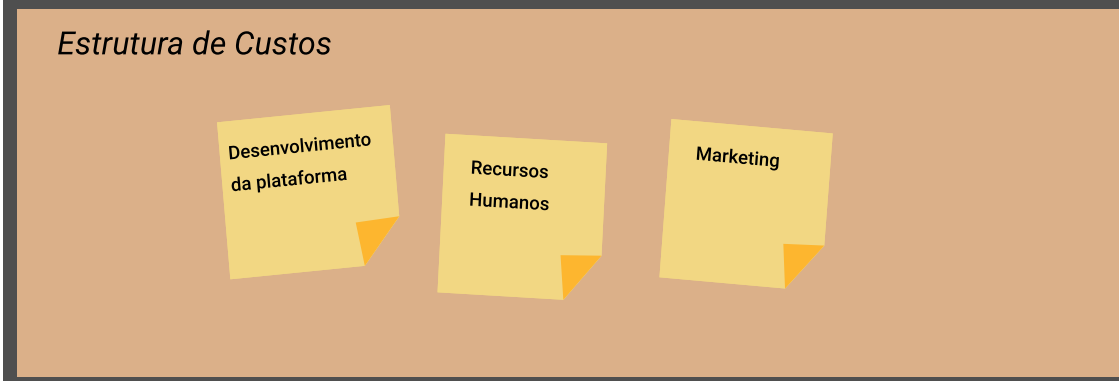 Estrutura de Custos
Desenvolvimento
da plataforma
Recursos
Humanos
Marketing